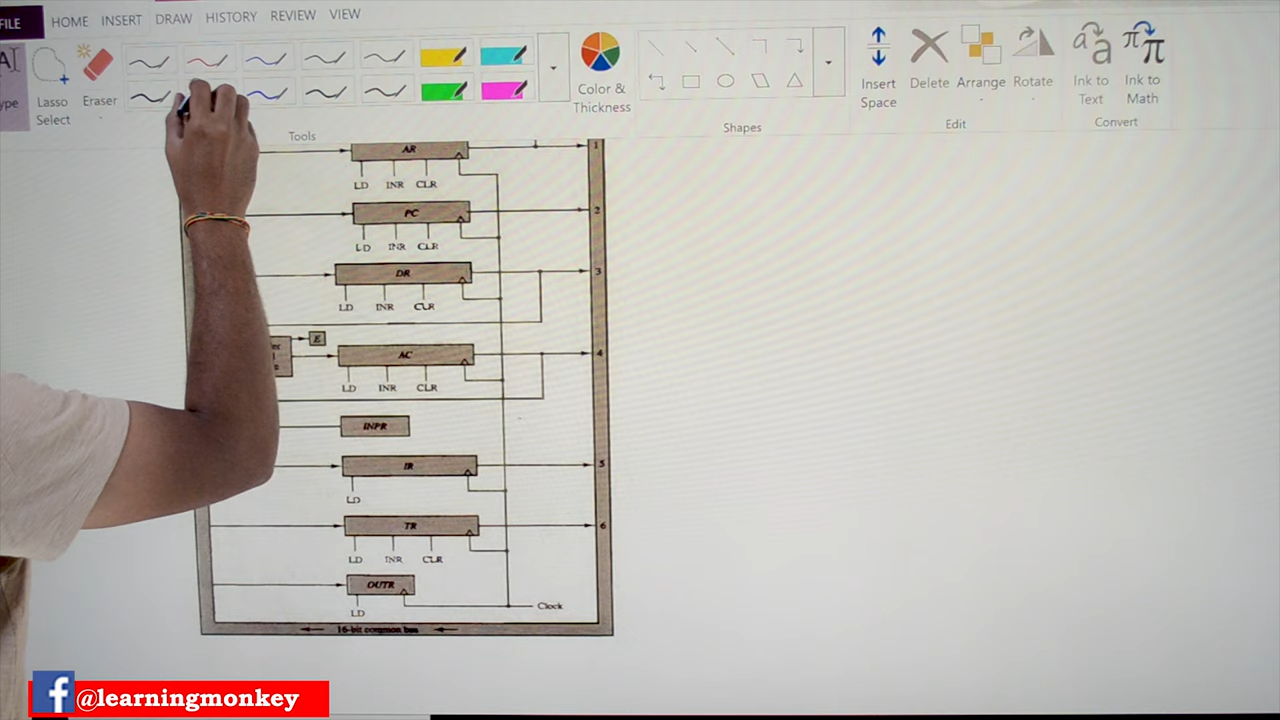 FILE HOME INSERT DRAW HISTORY REVIEW VIEW
Lasso Select
Eraser
Color & Thickness
Insert Space
Delete
Arrange
Rotate
Ink to Text
Ink to Math
Tools
Shapes
Edit
Convert
AR 1
LD INR CLR
PC 2
LD INR CLR
DR 3
LD INR CLR
E
AC 4
LD INR CLR
INPR
IR 5
LD
TR 6
LD INR CLR
OUTR
LD
Clock
16-bit common bus
@learningmonkey